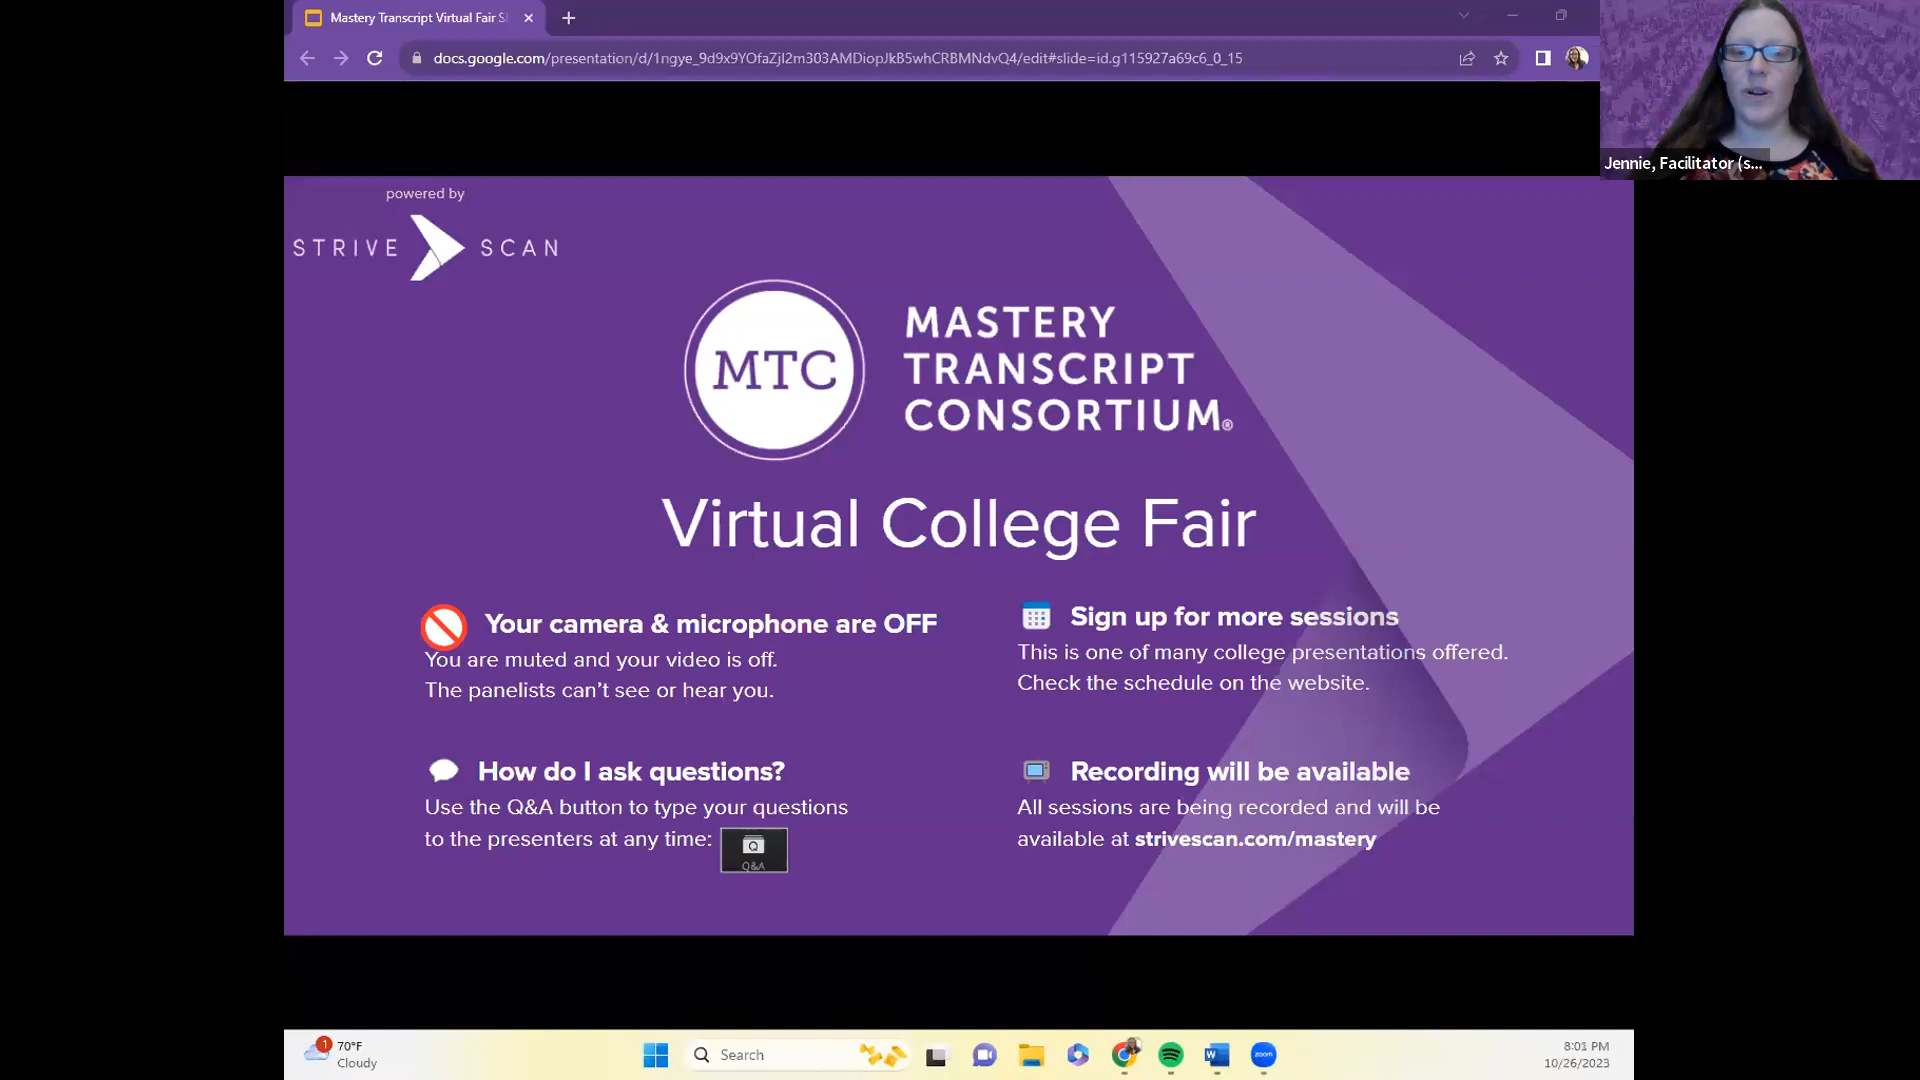 Mastery Transcript Virtual Fair S
docs.google.com/presentation/d/1ngye_9d9x9YOfaZjI2m303AMDiopJkB5whCRBMNdvQ4/edit#slide=id.g115927a69c6_0_15
Jennie, Facilitator (s...
powered by
STRIVE SCAN
MTC
MASTERY
TRANSCRIPT
CONSORTIUM®
Virtual College Fair
Your camera & microphone are OFF
You are muted and your video is off.
The panelists can't see or hear you.
Sign up for more sessions
This is one of many college presentations offered.
Check the schedule on the website.
How do I ask questions?
Use the Q&A button to type your questions
to the presenters at any time:
Q
Q&A
Recording will be available
All sessions are being recorded and will be
available at strivescan.com/mastery
1
70°F
Cloudy
Search
W
zoom
8:01 PM
10/26/2023